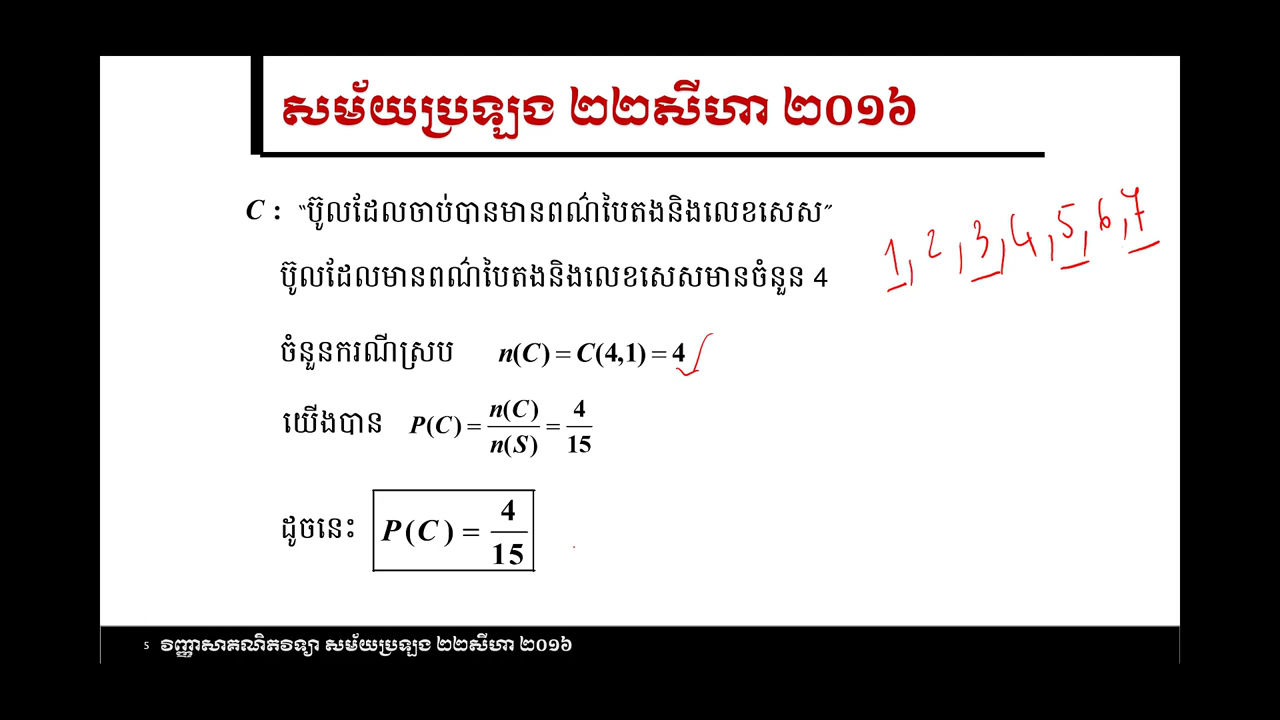 សម័យប្រឡង ២២សីហា ២០១៦
C : “ប៊ូលដែលចាប់បានមានពណ៌បៃតងនិងលេខសេស”
1, 2, 3, 4, 5, 6, 7
ប៊ូលដែលមានពណ៌បៃតងនិងលេខសេសមានចំនួន 4
ចំនួនករណីស្រប n(C) = C(4,1) = 4
យើងបាន P(C) = n(C)/n(S) = 4/15
ដូចនេះ P(C) = 4/15
5 វិញ្ញាសាគណិតវិទ្យា សម័យប្រឡង ២២សីហា ២០១៦